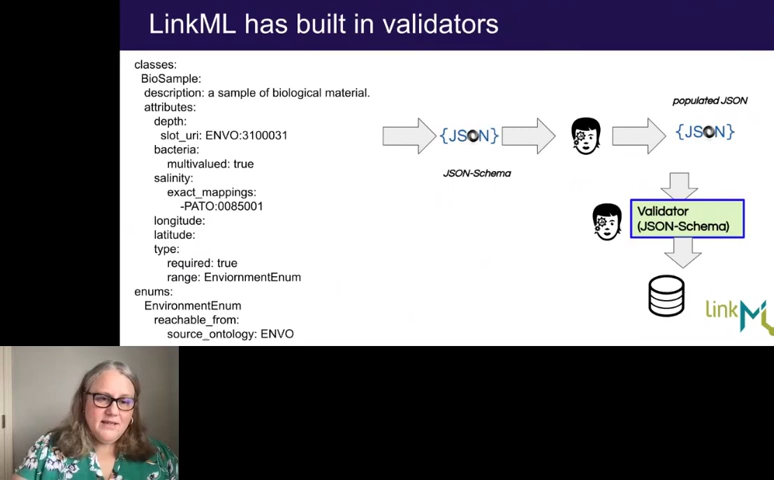 LinkML has built in validators
classes:
BioSample:
description: a sample of biological material.
attributes:
depth:
slot_uri: ENVO:3100031
bacteria:
multivalued: true
salinity:
exact_mappings:
-PATO:0085001
longitude:
latitude:
type:
required: true
range: EnviornmentEnum
enums:
EnvironmentEnum
reachable_from:
source_ontology: ENVO
{JSON}
JSON-Schema
populated JSON
{JSON}
Validator
(JSON-Schema)
link ML